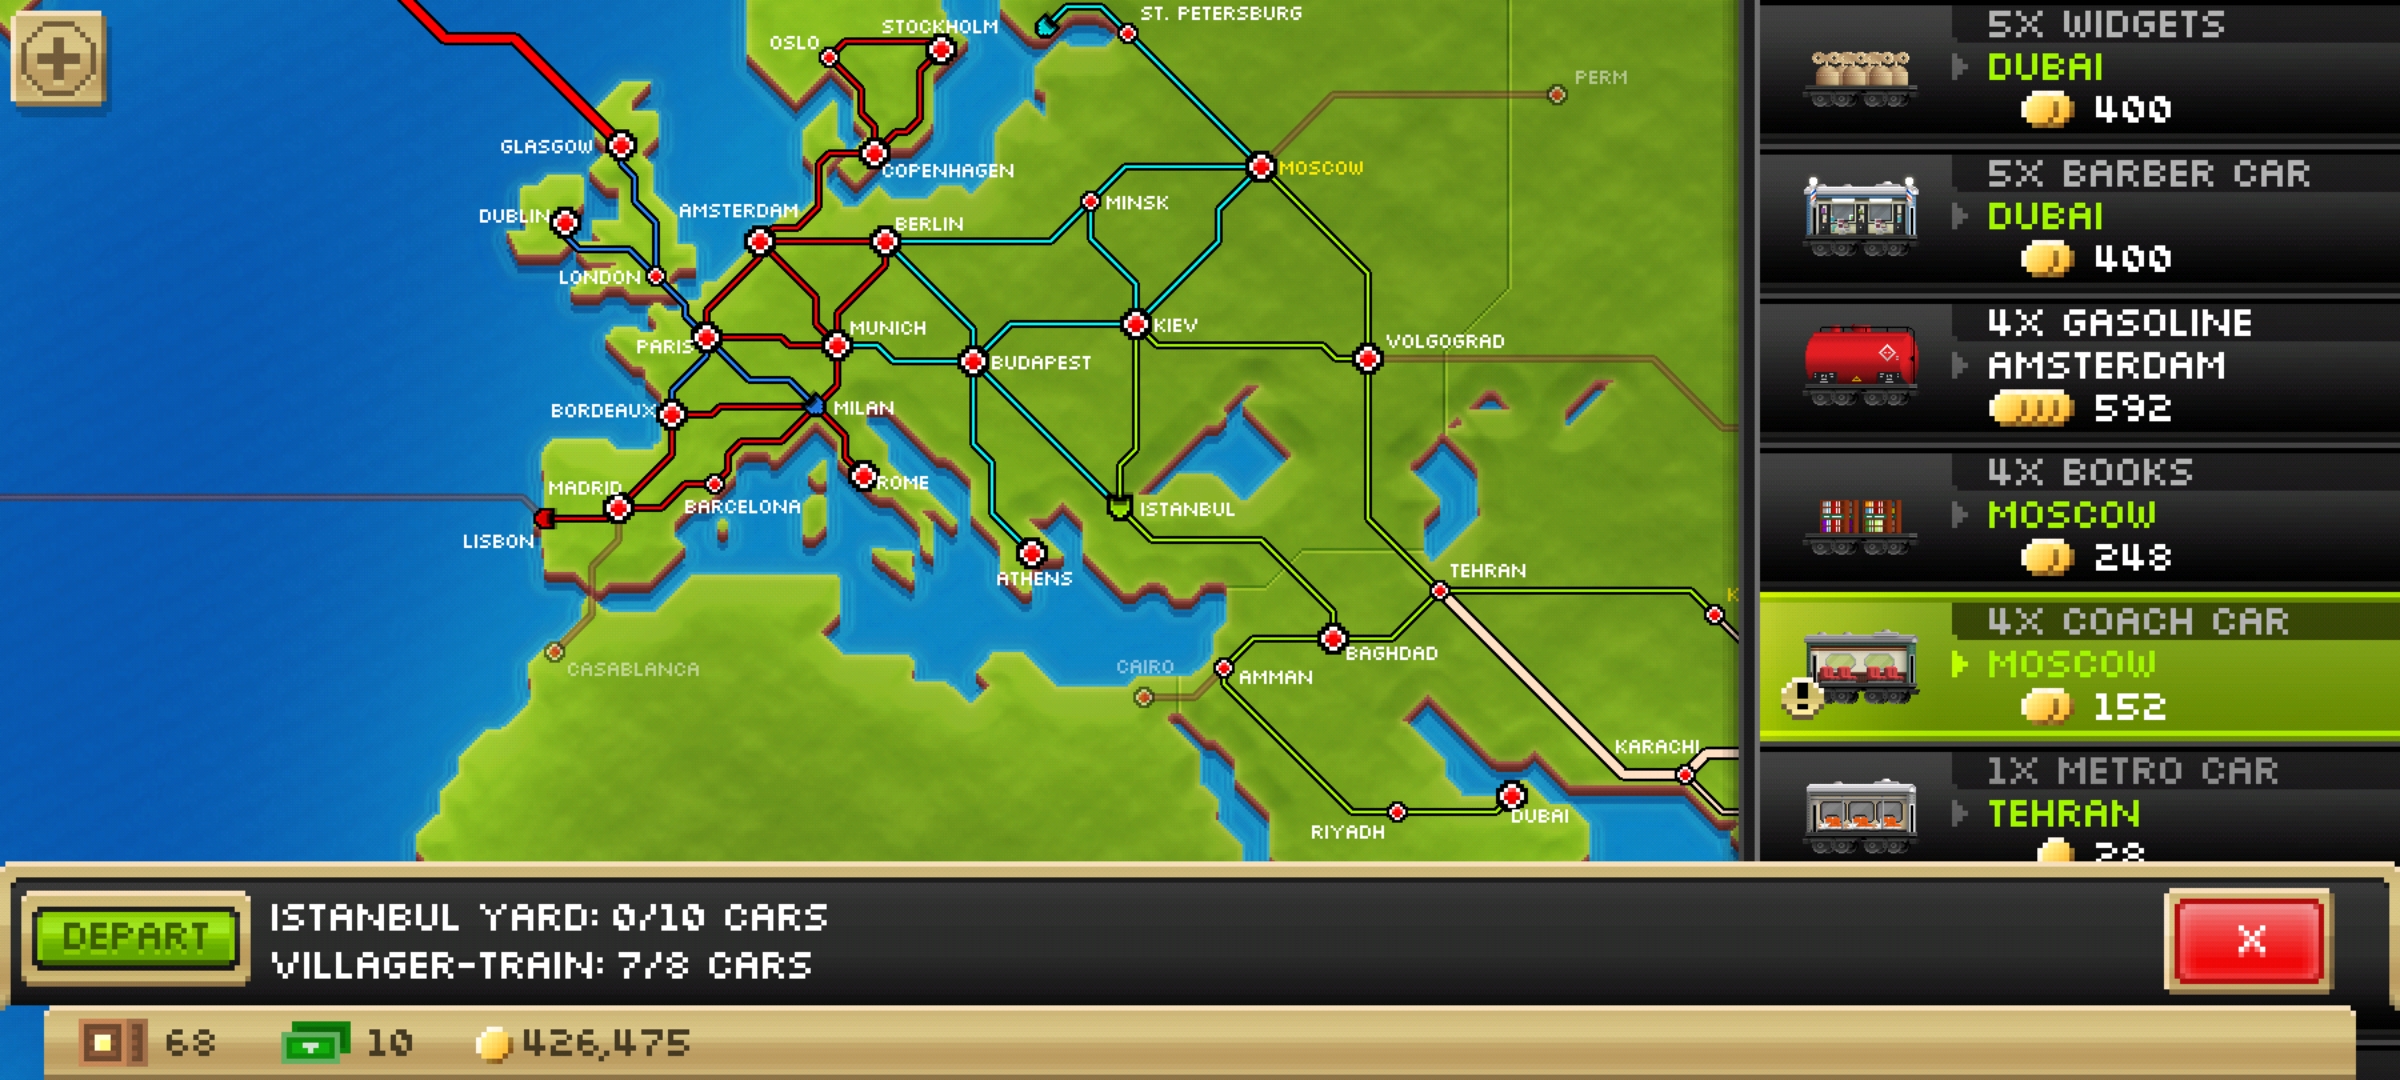 STOCKHOLM
ST. PETERSBURG
OSLO
PERM
GLASGOW
COPENHAGEN
MOSCOW
DUBLIN
AMSTERDAM
BERLIN
MINSK
LONDON
PARIS
MUNICH
BUDAPEST
KIEV
VOLGOGRAD
BORDEAUX
MILAN
MADRID
BARCELONA
ROME
ISTANBUL
LISBON
ATHENS
TEHRAN
K
CASABLANCA
CAIRO
AMMAN
BAGHDAD
KARACHI
RIYADH
DUBAI
5X WIDGETS
DUBAI
400
5X BARBER CAR
DUBAI
400
4X GASOLINE
AMSTERDAM
592
4X BOOKS
MOSCOW
248
4X COACH CAR
MOSCOW
152
1X METRO CAR
TEHRAN
28
DEPART
ISTANBUL YARD: 0/10 CARS
VILLAGER-TRAIN: 7/8 CARS
X
68
10
426,475